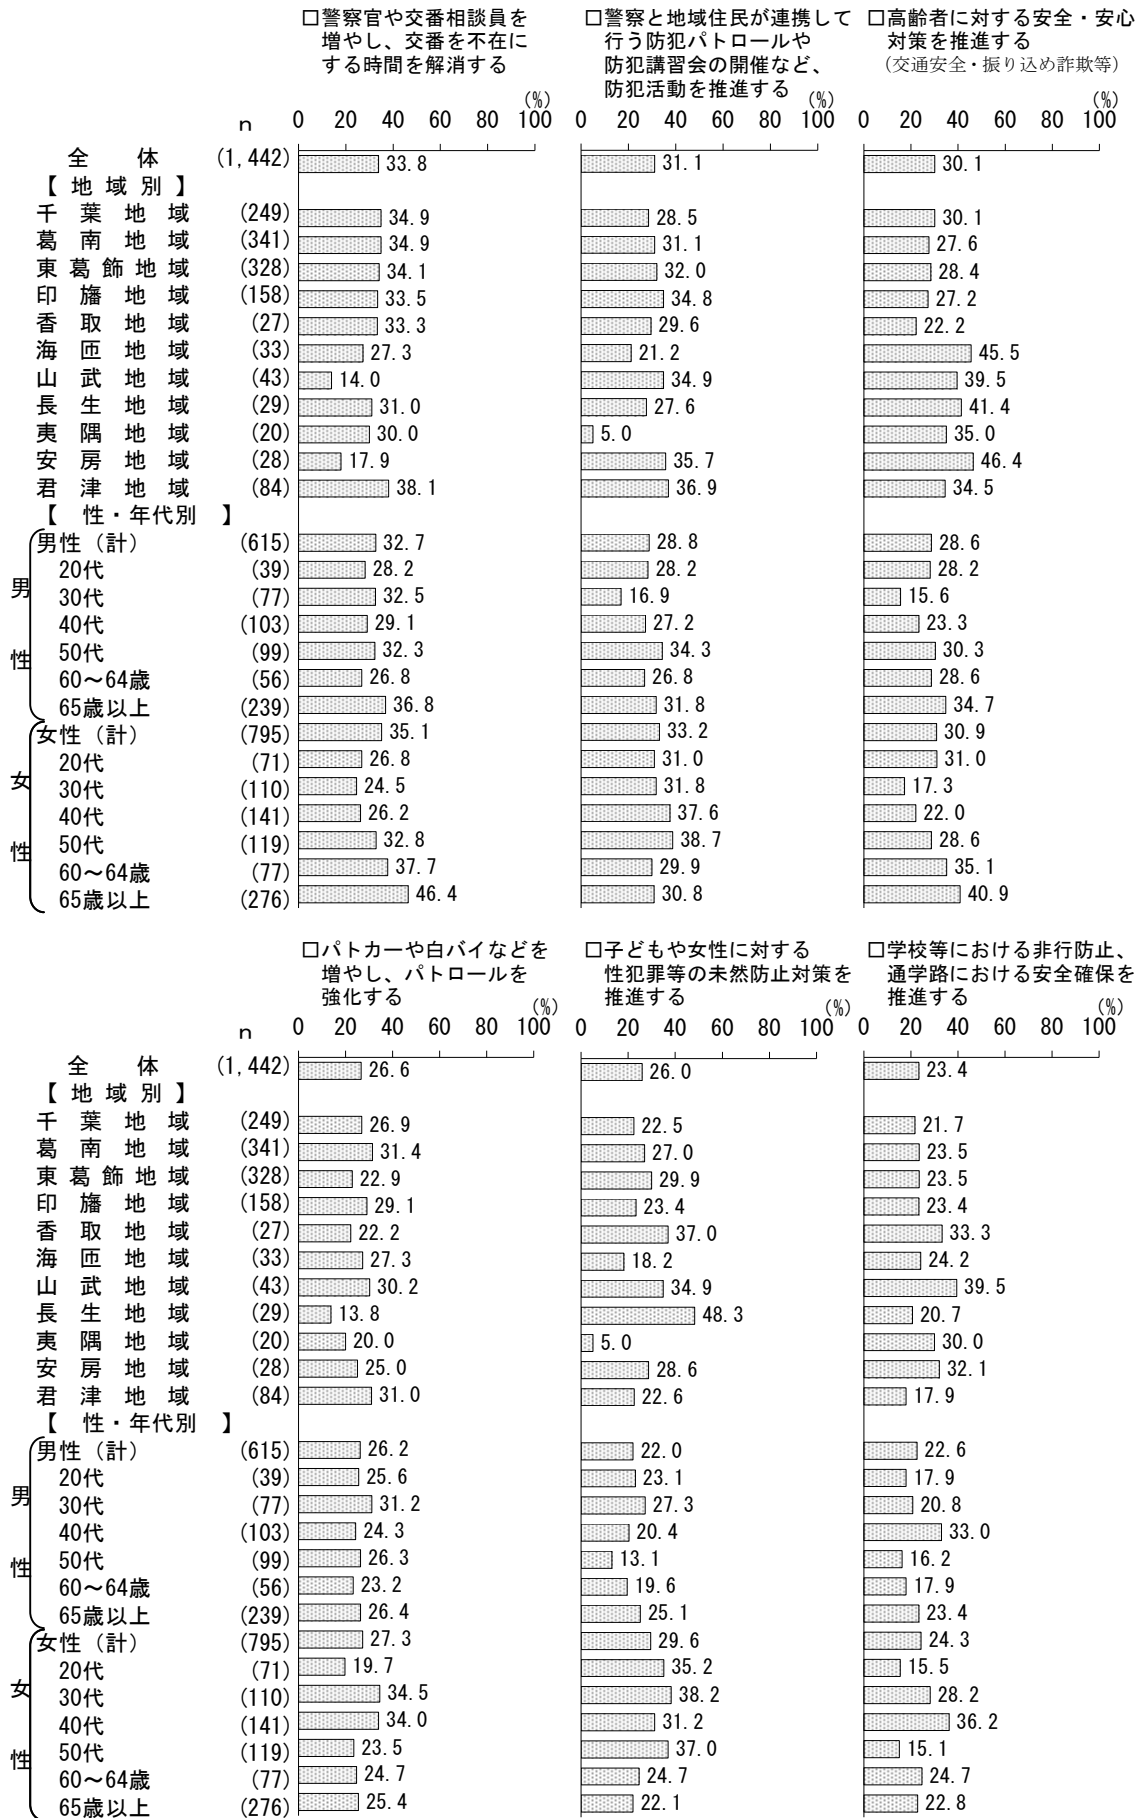 □警察官や交番相談員を
増やし、交番を不在に
する時間を解消する
□警察と地域住民が連携して
行う防犯パトロールや
防犯講習会の開催など、
防犯活動を推進する
□高齢者に対する安全・安心
対策を推進する
（交通安全・振り込め詐欺等）
(%) (%) (%)
n 0 20 40 60 80 100 0 20 40 60 80 100 0 20 40 60 80 100
全体 (1,442) 33.8 31.1 30.1
【地域別】
千葉地域 (249) 34.9 28.5 30.1
葛南地域 (341) 34.9 31.1 27.6
東葛飾地域 (328) 34.1 32.0 28.4
印旛地域 (158) 33.5 34.8 27.2
香取地域 (27) 33.3 29.6 22.2
海匝地域 (33) 27.3 21.2 45.5
山武地域 (43) 14.0 34.9 39.5
長生地域 (29) 31.0 27.6 41.4
夷隅地域 (20) 30.0 5.0 35.0
安房地域 (28) 17.9 35.7 46.4
君津地域 (84) 38.1 36.9 34.5
【性・年代別】
男性
男性（計） (615) 32.7 28.8 28.6
20代 (39) 28.2 28.2 28.2
30代 (77) 32.5 16.9 15.6
40代 (103) 29.1 27.2 23.3
50代 (99) 32.3 34.3 30.3
60～64歳 (56) 26.8 26.8 28.6
65歳以上 (239) 36.8 31.8 34.7
女性
女性（計） (795) 35.1 33.2 30.9
20代 (71) 26.8 31.0 31.0
30代 (110) 24.5 31.8 17.3
40代 (141) 26.2 37.6 22.0
50代 (119) 32.8 38.7 28.6
60～64歳 (77) 37.7 29.9 35.1
65歳以上 (276) 46.4 30.8 40.9
□パトカーや白バイなどを
増やし、パトロールを
強化する
□子どもや女性に対する
性犯罪等の未然防止対策を
推進する
□学校等における非行防止、
通学路における安全確保を
推進する
(%) (%) (%)
n 0 20 40 60 80 100 0 20 40 60 80 100 0 20 40 60 80 100
全体 (1,442) 26.6 26.0 23.4
【地域別】
千葉地域 (249) 26.9 22.5 21.7
葛南地域 (341) 31.4 27.0 23.5
東葛飾地域 (328) 22.9 29.9 23.5
印旛地域 (158) 29.1 23.4 23.4
香取地域 (27) 22.2 37.0 33.3
海匝地域 (33) 27.3 18.2 24.2
山武地域 (43) 30.2 34.9 39.5
長生地域 (29) 13.8 48.3 20.7
夷隅地域 (20) 20.0 5.0 30.0
安房地域 (28) 25.0 28.6 32.1
君津地域 (84) 31.0 22.6 17.9
【性・年代別】
男性
男性（計） (615) 26.2 22.0 22.6
20代 (39) 25.6 23.1 17.9
30代 (77) 31.2 27.3 20.8
40代 (103) 24.3 20.4 33.0
50代 (99) 26.3 13.1 16.2
60～64歳 (56) 23.2 19.6 17.9
65歳以上 (239) 26.4 25.1 23.4
女性
女性（計） (795) 27.3 29.6 24.3
20代 (71) 19.7 35.2 15.5
30代 (110) 34.5 38.2 28.2
40代 (141) 34.0 31.2 36.2
50代 (119) 23.5 37.0 15.1
60～64歳 (77) 24.7 24.7 24.7
65歳以上 (276) 25.4 22.1 22.8